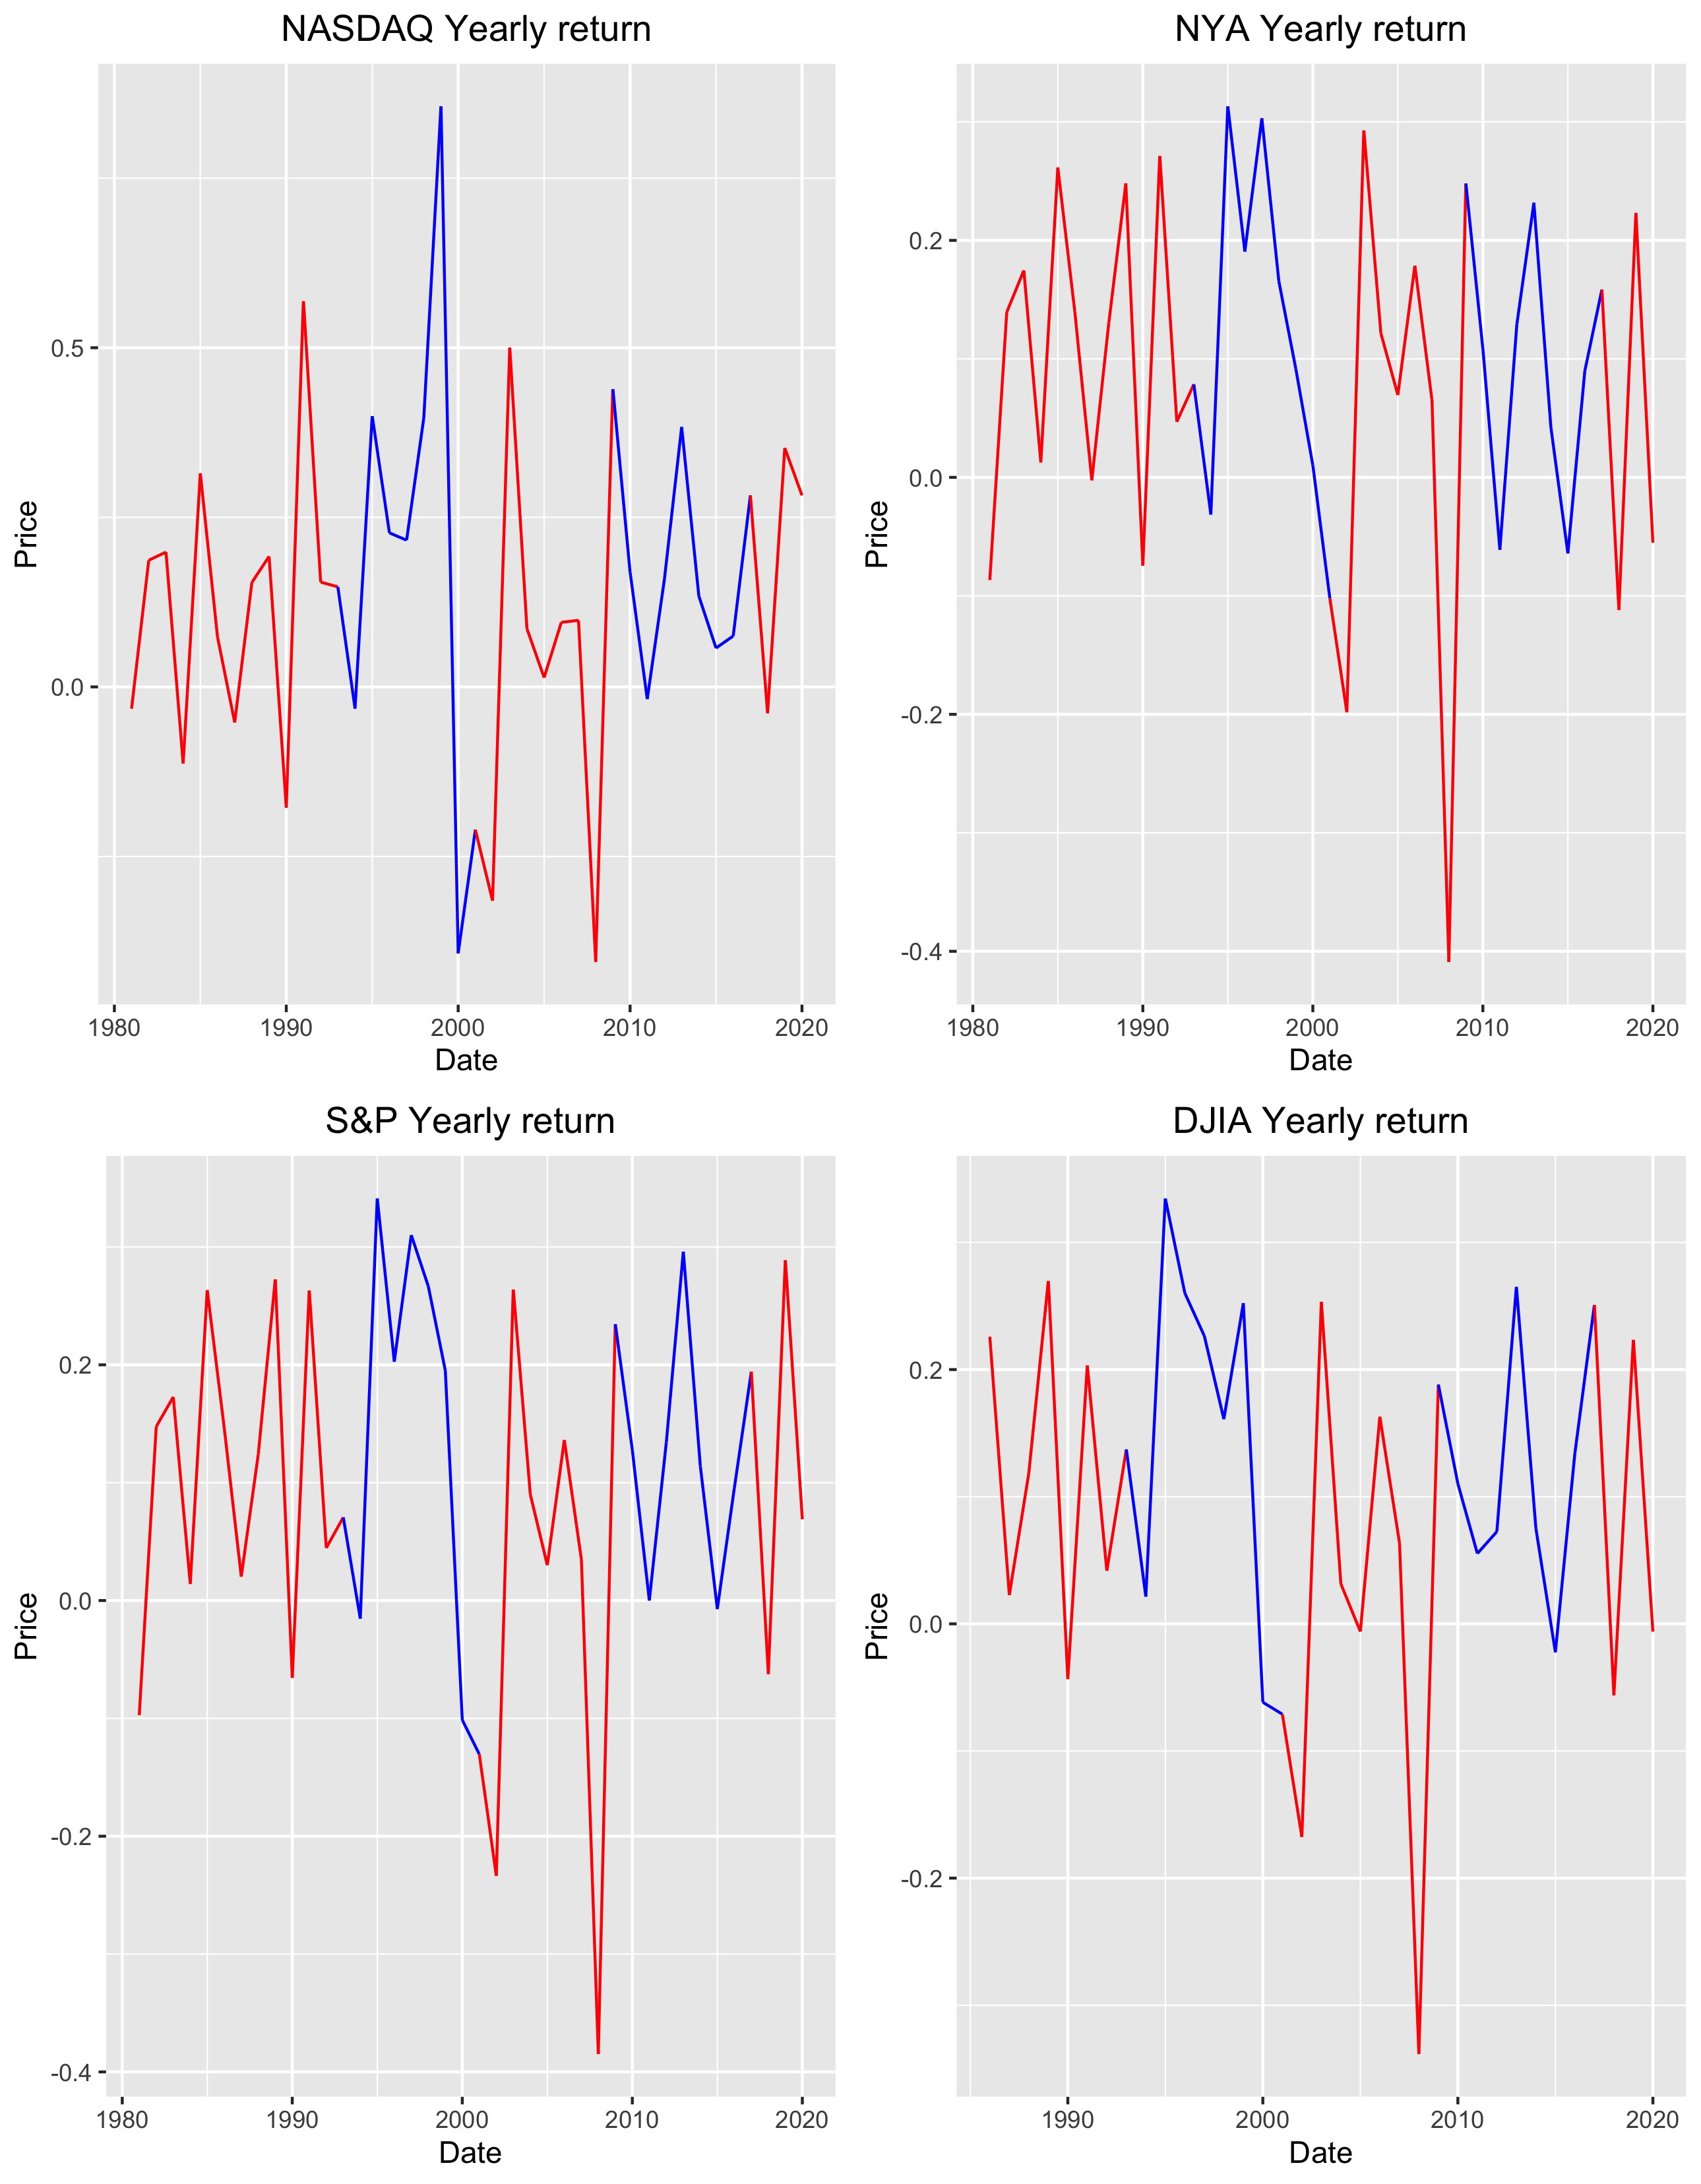 NASDAQ Yearly return
Price
0.5
0.0
1980 1990 2000 2010 2020
Date
NYA Yearly return
Price
0.2
0.0
-0.2
-0.4
1980 1990 2000 2010 2020
Date
S&P Yearly return
Price
0.2
0.0
-0.2
-0.4
1980 1990 2000 2010 2020
Date
DJIA Yearly return
Price
0.2
0.0
-0.2
1990 2000 2010 2020
Date